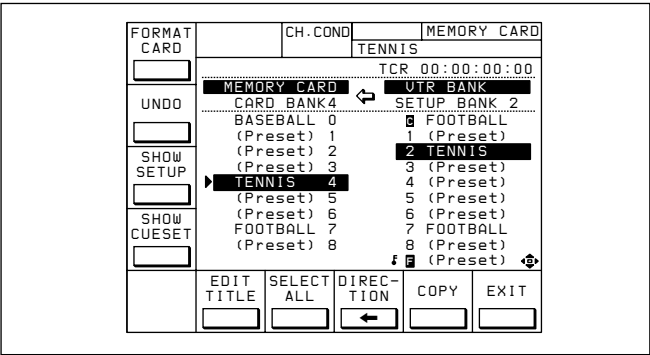 FORMAT
CARD
CH.COND
MEMORY CARD
TENNIS
TCR 00:00:00:00
UNDO
MEMORY CARD
CARD BANK4
VTR BANK
SETUP BANK 2
BASEBALL 0
C FOOTBALL
(Preset) 1
1 (Preset)
(Preset) 2
2 TENNIS
(Preset) 3
3 (Preset)
TENNIS 4
4 (Preset)
(Preset) 5
5 (Preset)
(Preset) 6
6 (Preset)
FOOTBALL 7
7 FOOTBALL
(Preset) 8
8 (Preset)
F (Preset)
SHOW
SETUP
SHOW
CUESET
EDIT
TITLE
SELECT
ALL
DIREC-
TION
COPY
EXIT